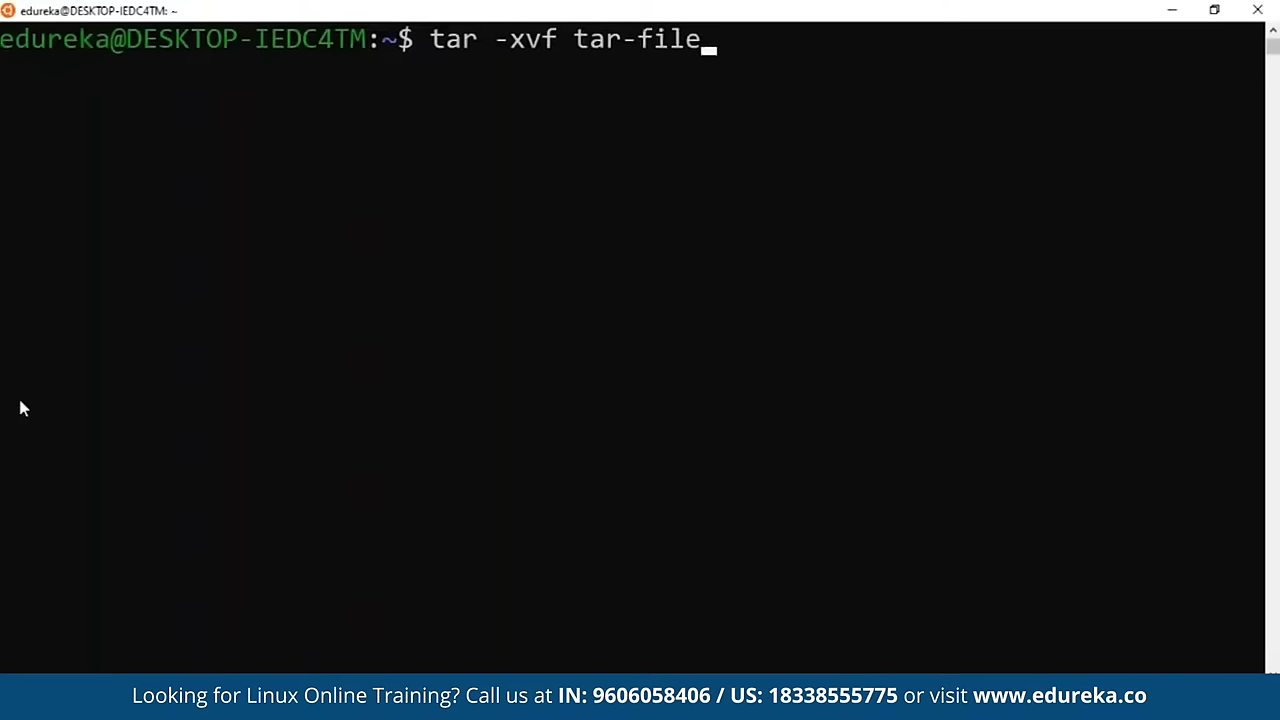 edureka@DESKTOP-IEDC4TM: ~
edureka@DESKTOP-IEDC4TM:~$ tar -xvf tar-file
Looking for Linux Online Training? Call us at IN: 9606058406 / US: 18338555775 or visit www.edureka.co